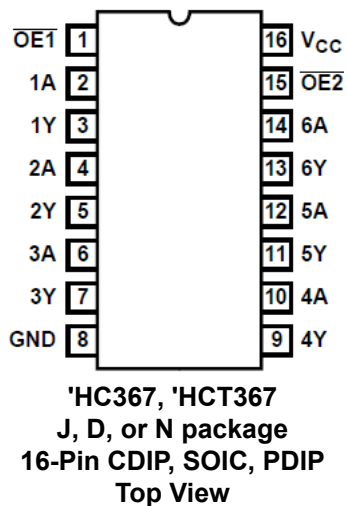 OE1 1 16 VCC
1A 2 15 OE2
1Y 3 14 6A
2A 4 13 6Y
2Y 5 12 5A
3A 6 11 5Y
3Y 7 10 4A
GND 8 9 4Y
'HC367, 'HCT367
J, D, or N package
16-Pin CDIP, SOIC, PDIP
Top View